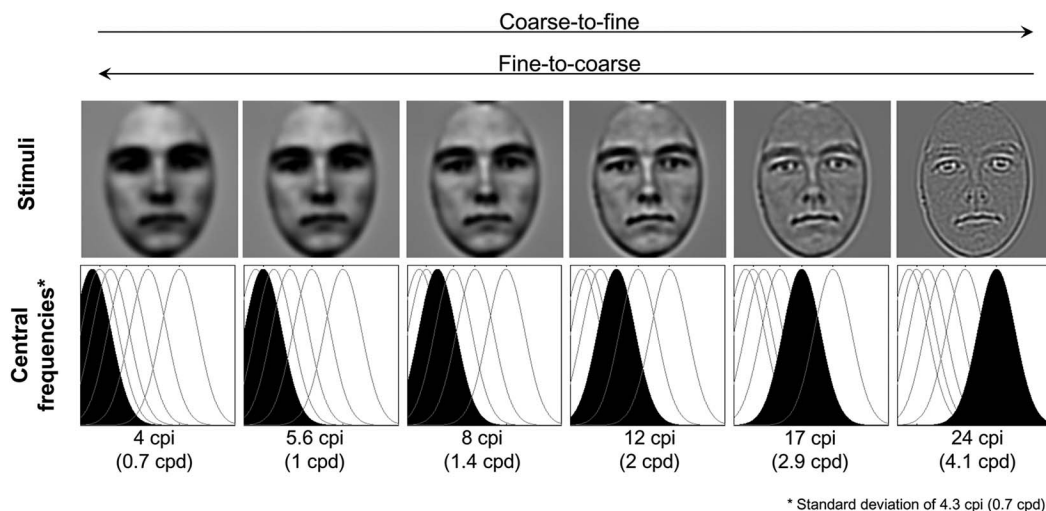 Coarse-to-fine
Fine-to-coarse
Stimuli
Central
frequencies*
4 cpi
(0.7 cpd)
5.6 cpi
(1 cpd)
8 cpi
(1.4 cpd)
12 cpi
(2 cpd)
17 cpi
(2.9 cpd)
24 cpi
(4.1 cpd)
* Standard deviation of 4.3 cpi (0.7 cpd)